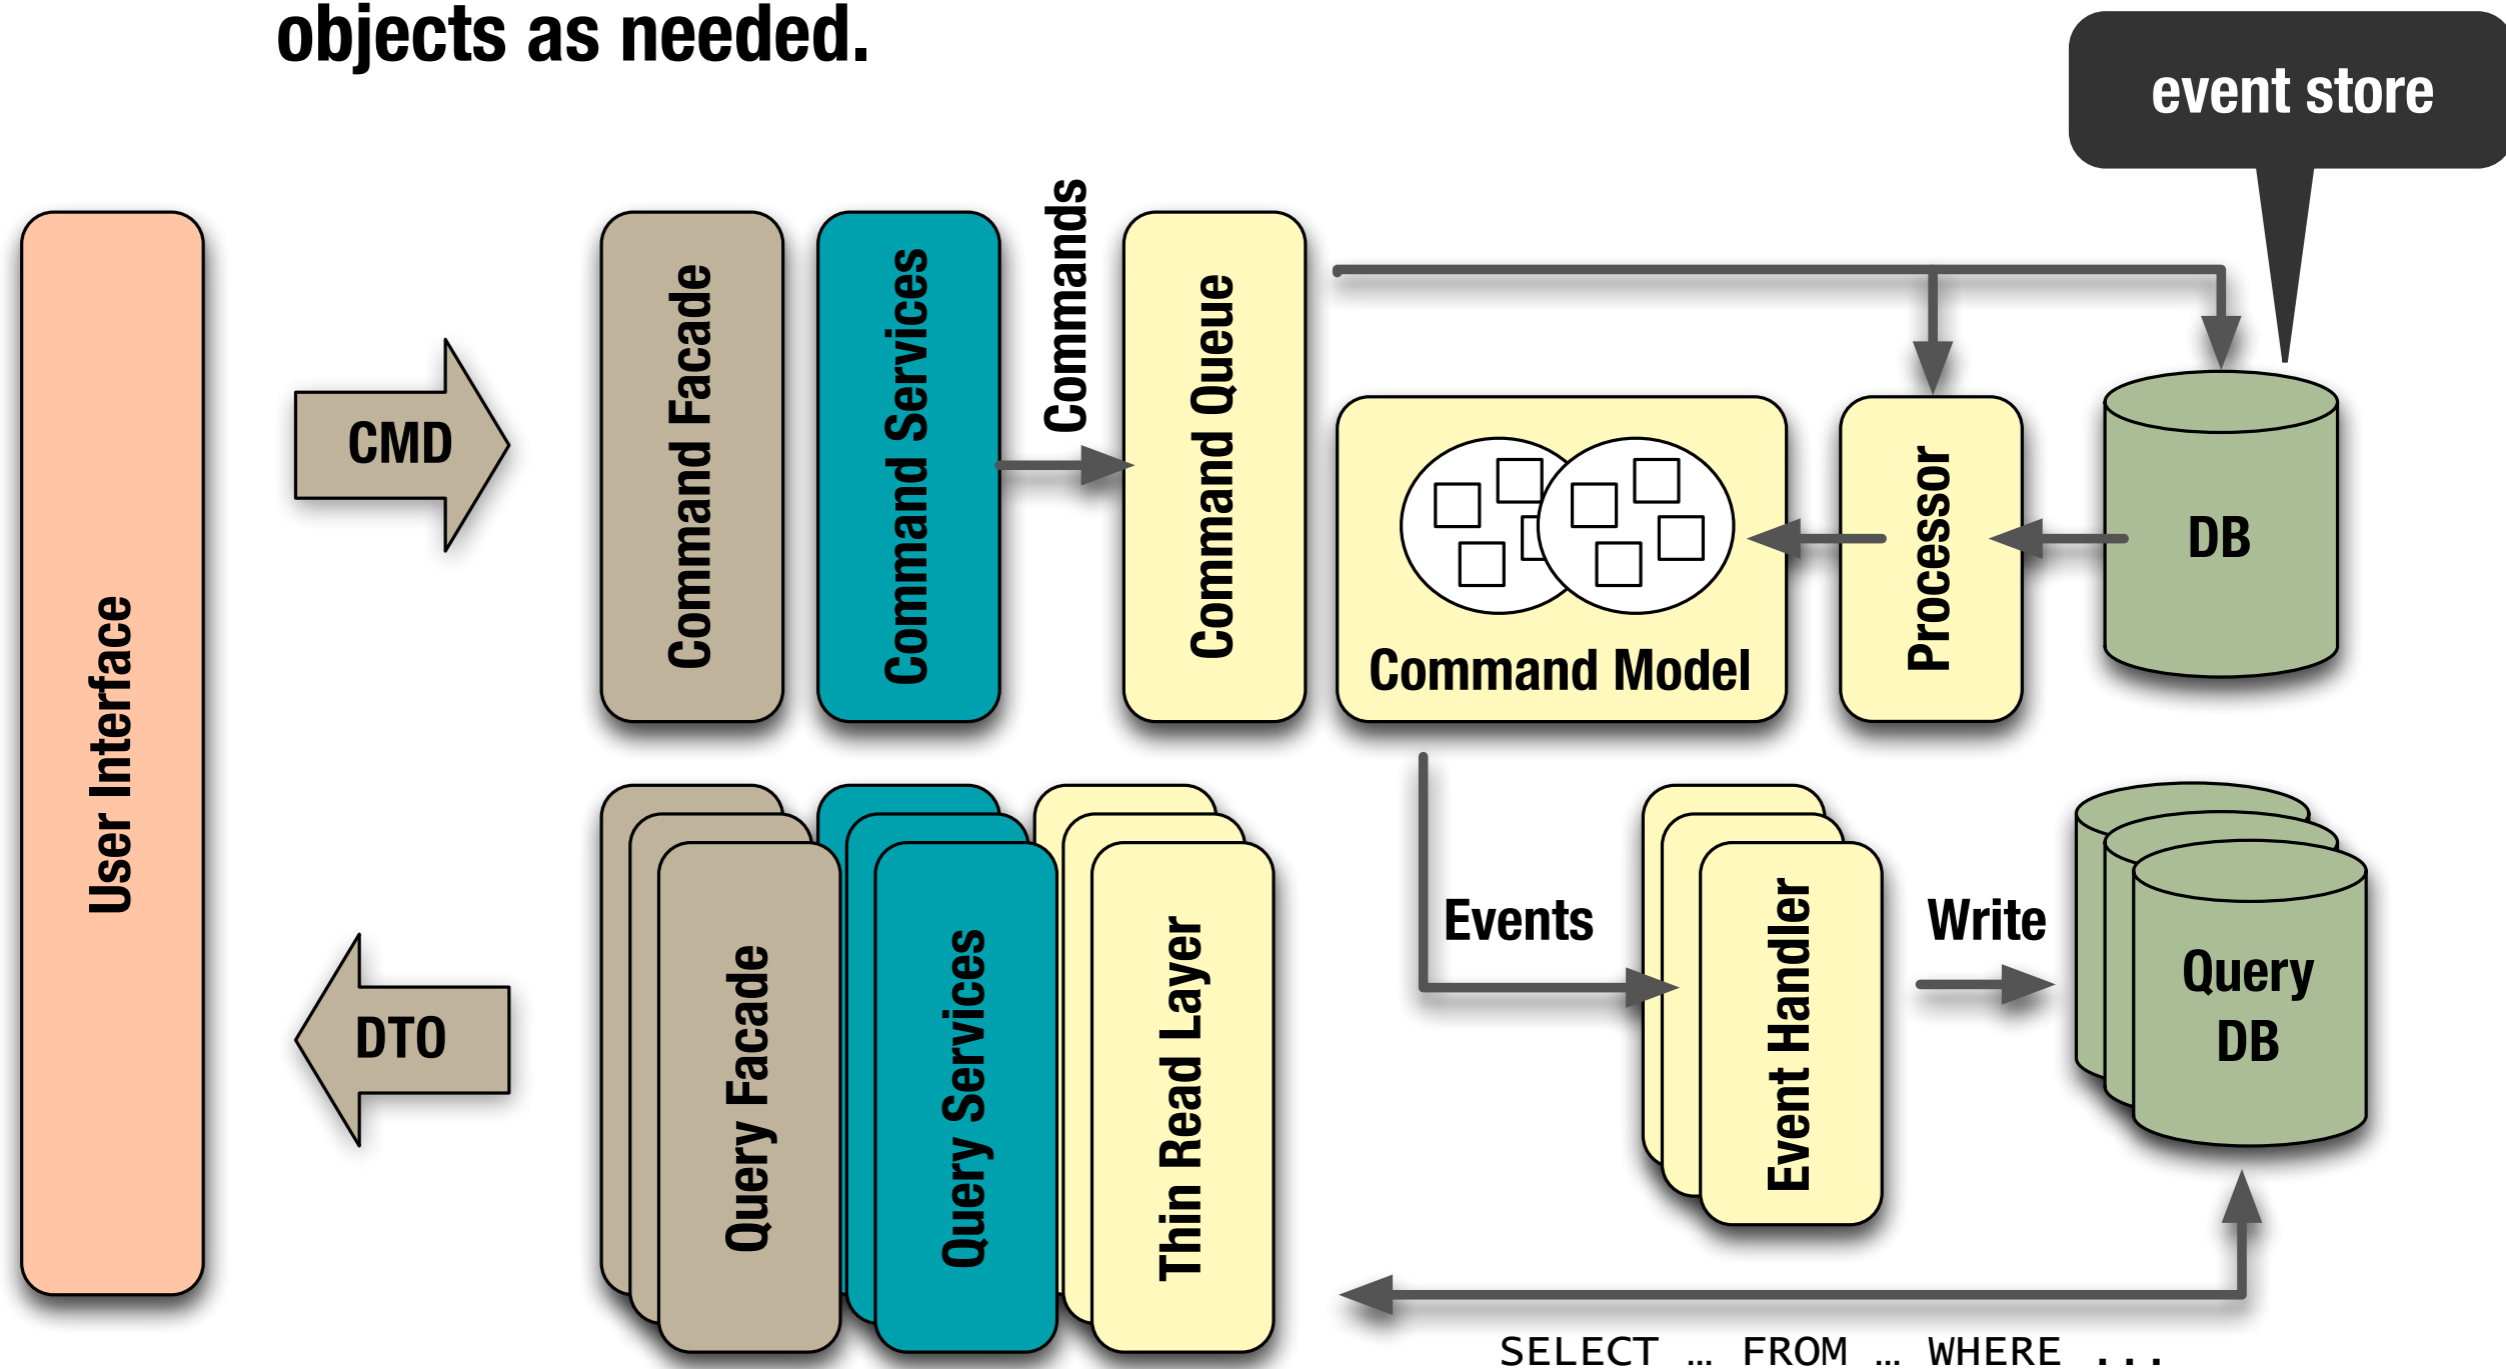 objects as needed.
event store
User Interface
CMD
Command Facade
Command Services
Commands
Command Queue
Command Model
Processor
DB
DTO
Query Facade
Query Services
Thin Read Layer
Events
Event Handler
Write
Query
DB
SELECT … FROM … WHERE ...